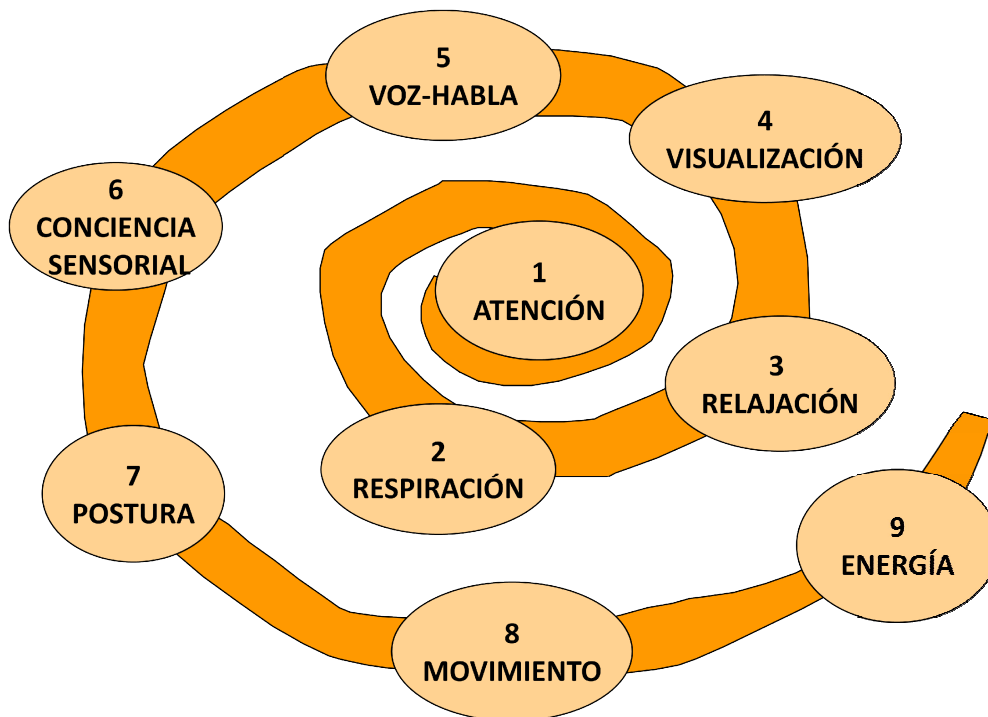 1
ATENCIÓN
2
RESPIRACIÓN
3
RELAJACIÓN
4
VISUALIZACIÓN
5
VOZ-HABLA
6
CONCIENCIA
SENSORIAL
7
POSTURA
8
MOVIMIENTO
9
ENERGÍA